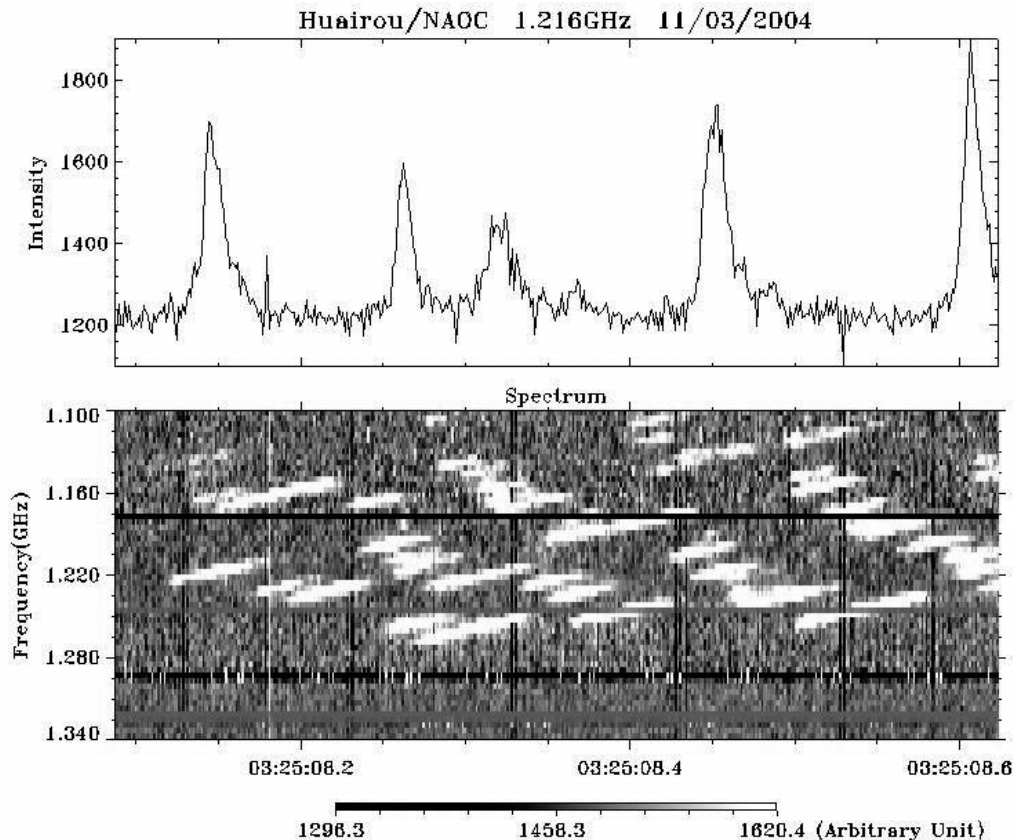 Huairou/NAOC 1.216GHz 11/03/2004
1800
1600
1400
1200
Intensity
Spectrum
1.100
1.160
1.220
1.280
1.340
Frequency(GHz)
03:25:08.2 03:25:08.4 03:25:08.6
1296.3 1458.3 1620.4 (Arbitrary Unit)